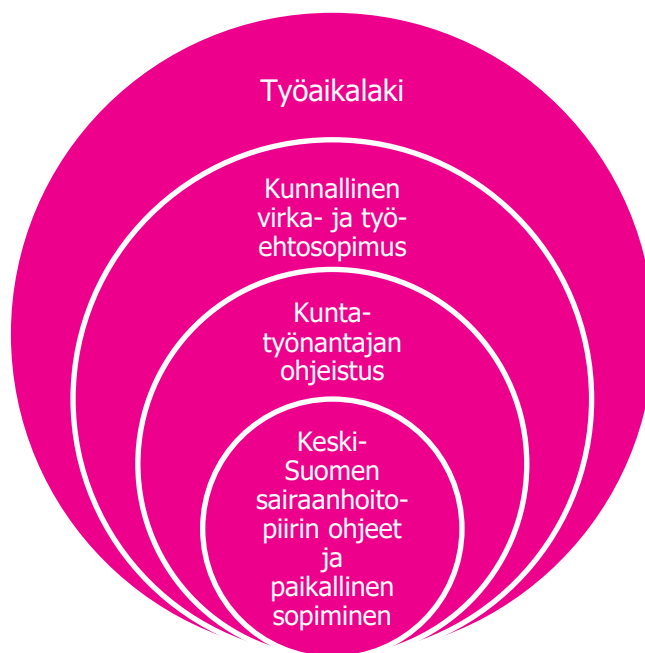 Työaikalaki
Kunnallinen
virka- ja työ-
ehtosopimus
Kunta-
työnantajan
ohjeistus
Keski-
Suomen
sairaanhoito-
piirin ohjeet
ja
paikallinen
sopiminen